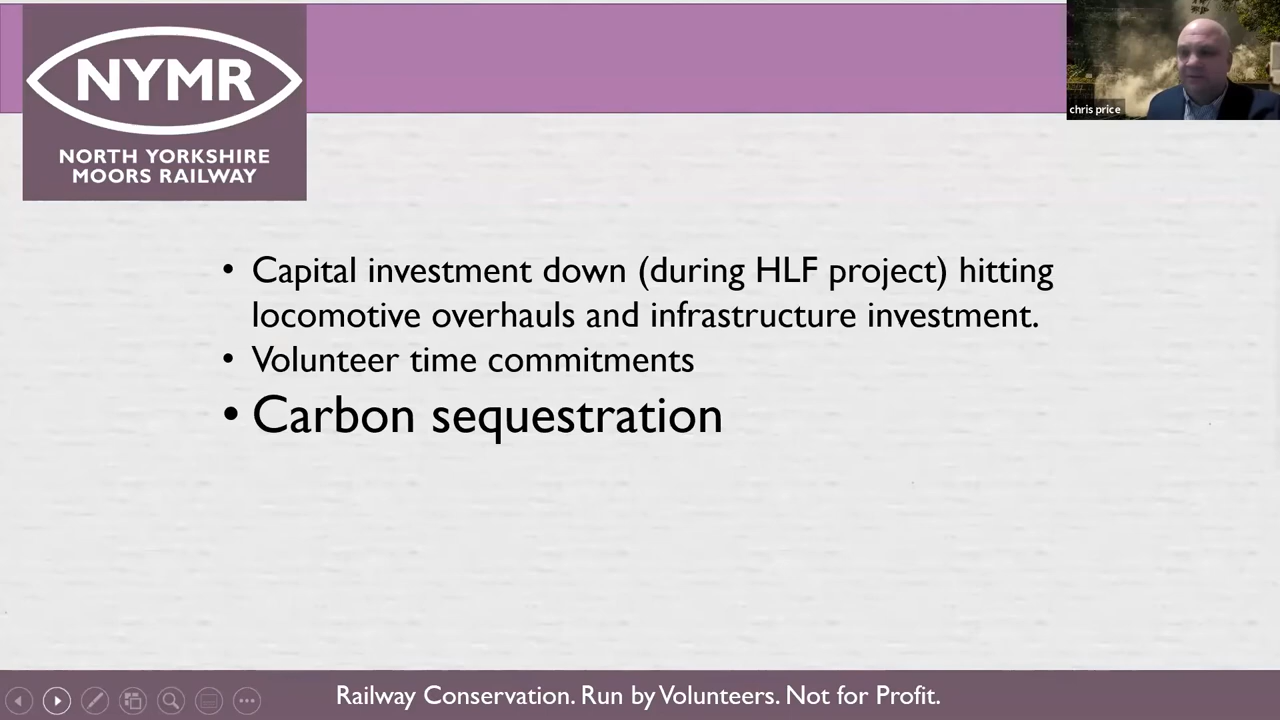 NYMR
NORTH YORKSHIRE
MOORS RAILWAY
chris price
• Capital investment down (during HLF project) hitting
locomotive overhauls and infrastructure investment.
• Volunteer time commitments
• Carbon sequestration
Railway Conservation. Run by Volunteers. Not for Profit.